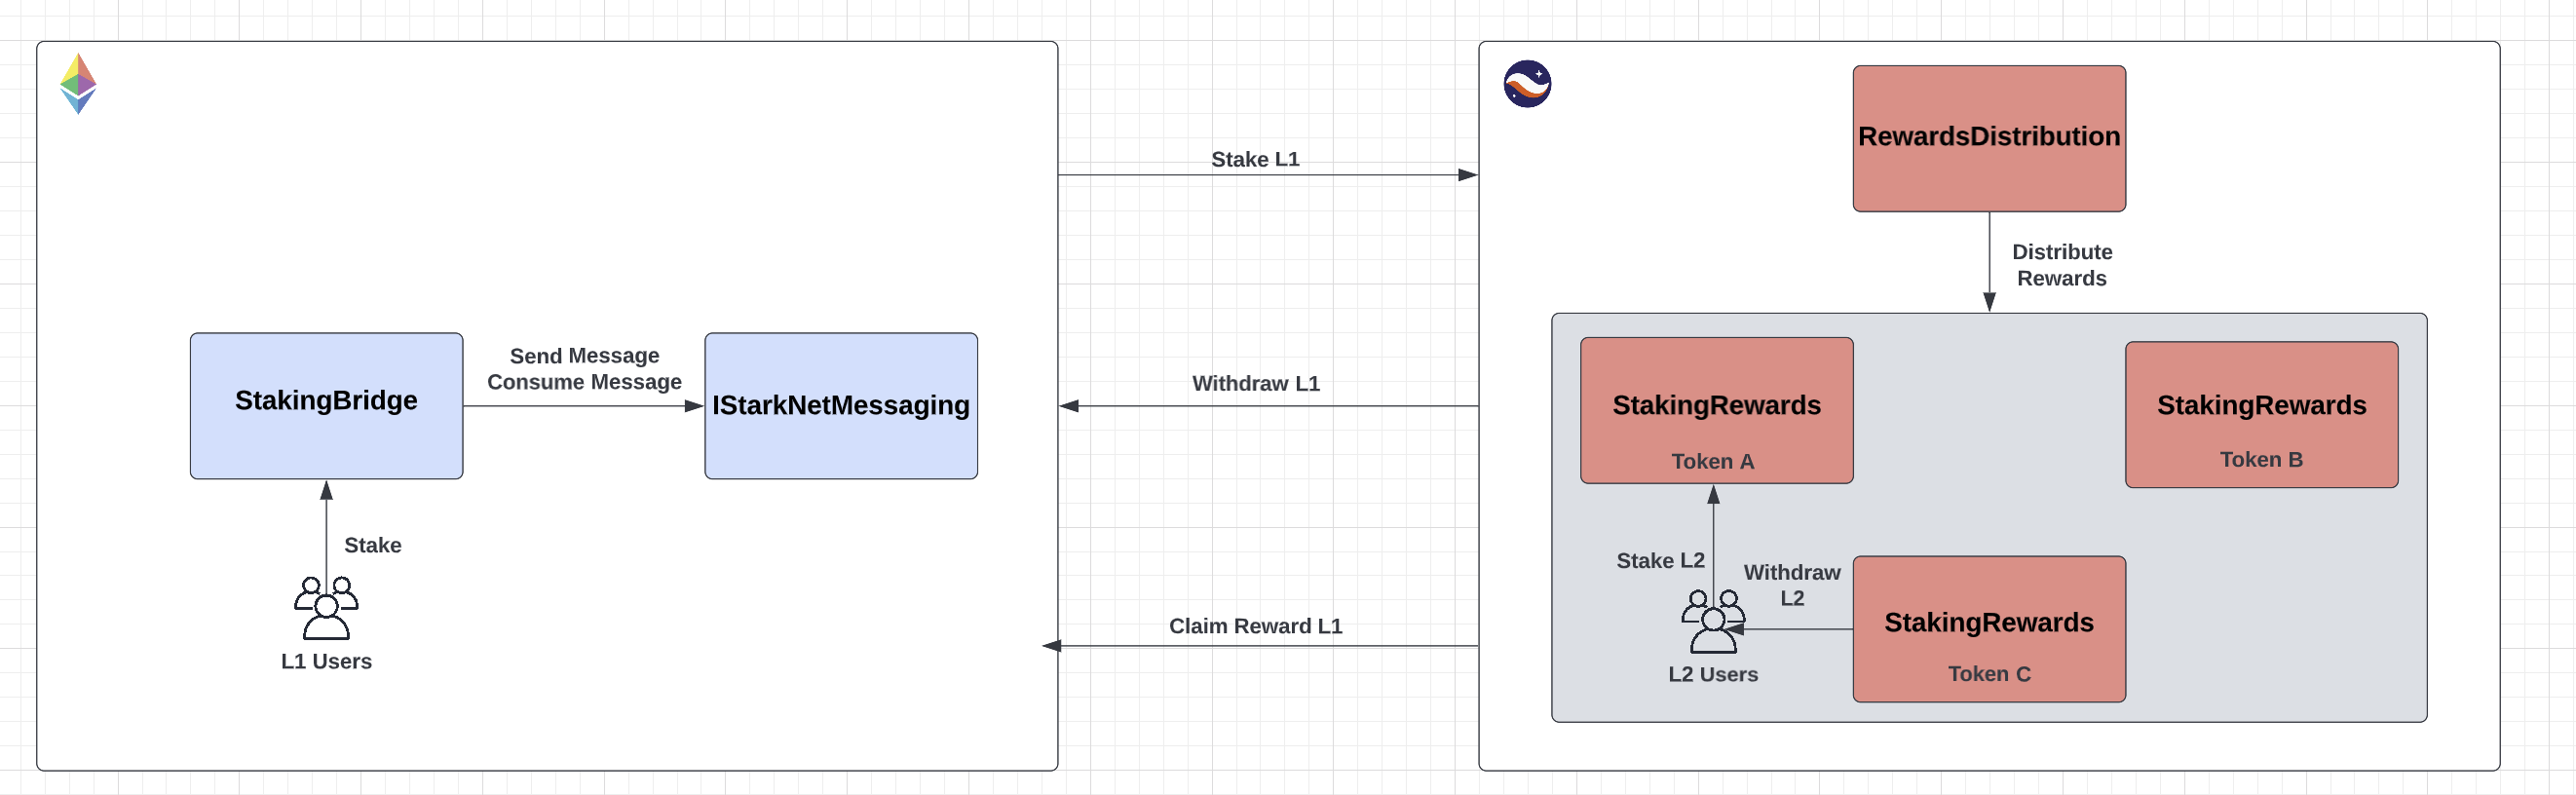 StakingBridge
Send Message
Consume Message
IStarkNetMessaging
Stake
L1 Users
Stake L1
Withdraw L1
Claim Reward L1
RewardsDistribution
Distribute
Rewards
StakingRewards
Token A
StakingRewards
Token B
Stake L2
Withdraw
L2
L2 Users
StakingRewards
Token C